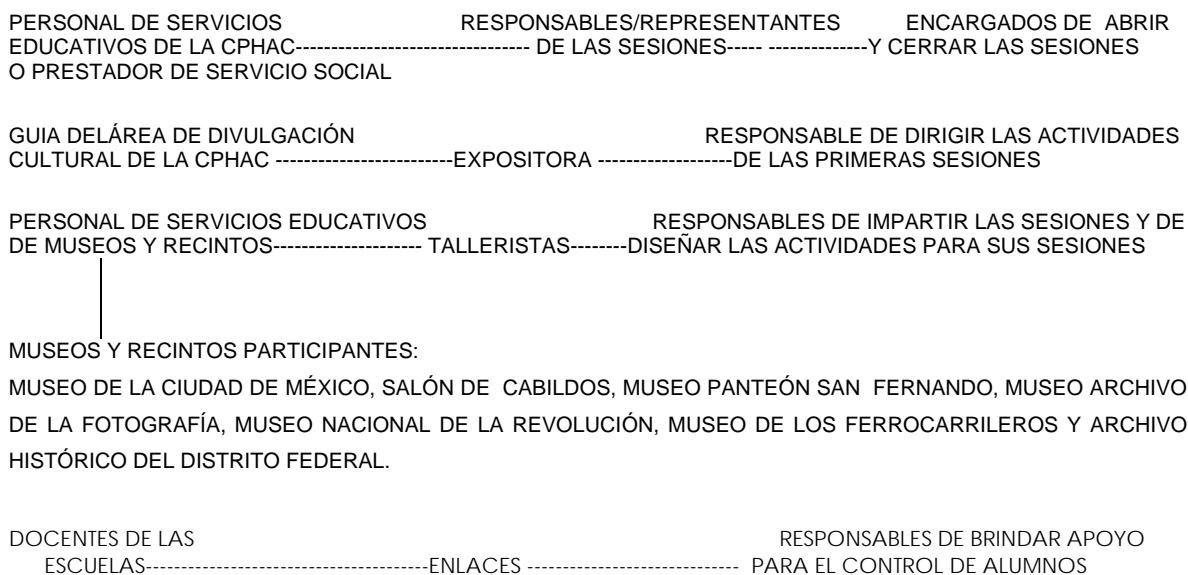 PERSONAL DE SERVICIOS RESPONSABLES/REPRESENTANTES ENCARGADOS DE ABRIR
EDUCATIVOS DE LA CPHAC--------------------------------- DE LAS SESIONES----- --------------Y CERRAR LAS SESIONES
O PRESTADOR DE SERVICIO SOCIAL
GUIA DELÁREA DE DIVULGACIÓN RESPONSABLE DE DIRIGIR LAS ACTIVIDADES
CULTURAL DE LA CPHAC -------------------------EXPOSITORA -------------------DE LAS PRIMERAS SESIONES
PERSONAL DE SERVICIOS EDUCATIVOS RESPONSABLES DE IMPARTIR LAS SESIONES Y DE
DE MUSEOS Y RECINTOS--------------------- TALLERISTAS--------DISEÑAR LAS ACTIVIDADES PARA SUS SESIONES
MUSEOS Y RECINTOS PARTICIPANTES:
MUSEO DE LA CIUDAD DE MÉXICO, SALÓN DE CABILDOS, MUSEO PANTEÓN SAN FERNANDO, MUSEO ARCHIVO
DE LA FOTOGRAFÍA, MUSEO NACIONAL DE LA REVOLUCIÓN, MUSEO DE LOS FERROCARRILEROS Y ARCHIVO
HISTÓRICO DEL DISTRITO FEDERAL.
DOCENTES DE LAS RESPONSABLES DE BRINDAR APOYO
ESCUELAS----------------------------------------ENLACES ------------------------------ PARA EL CONTROL DE ALUMNOS